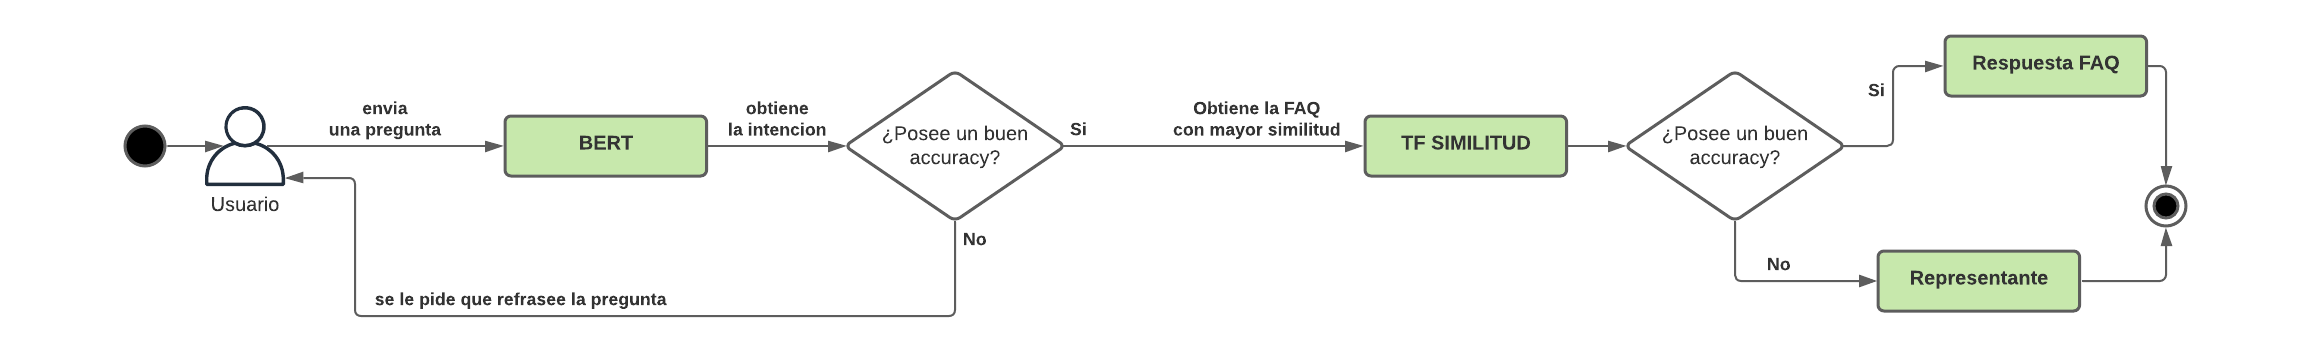 envia
una pregunta
Usuario
BERT
obtiene
la intencion
¿Posee un buen
accuracy?
Si
No
se le pide que refrasee la pregunta
Obtiene la FAQ
con mayor similitud
TF SIMILITUD
¿Posee un buen
accuracy?
Si
Respuesta FAQ
No
Representante